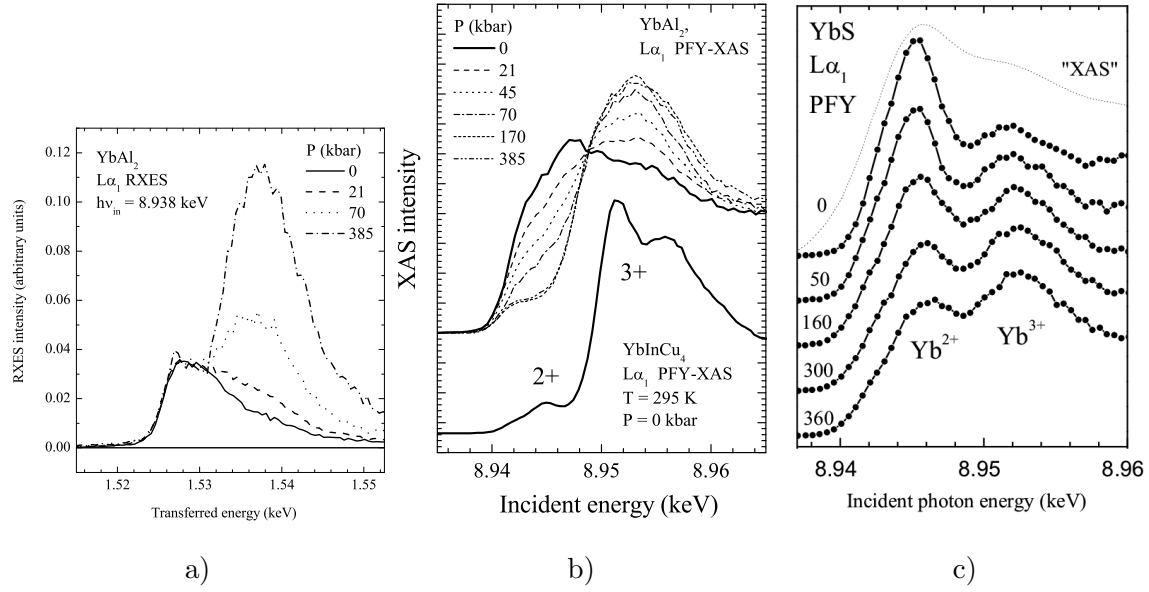 YbAl₂
Lα₁ RXES
hν_in = 8.938 keV
P (kbar)
0
21
70
385
0.12
0.10
0.08
0.06
0.04
0.02
0.00
RXES intensity (arbitrary units)
1.52
1.53
1.54
1.55
Transferred energy (keV)
a)
P (kbar)
0
21
45
70
170
385
YbAl₂,
Lα₁ PFY-XAS
XAS intensity
3+
2+
YbInCu₄
Lα₁ PFY-XAS
T = 295 K
P = 0 kbar
8.94
8.95
8.96
Incident energy (keV)
b)
YbS
Lα₁
PFY
"XAS"
0
50
160
300
360
Yb²⁺
Yb³⁺
8.94
8.95
8.96
Incident photon energy (keV)
c)